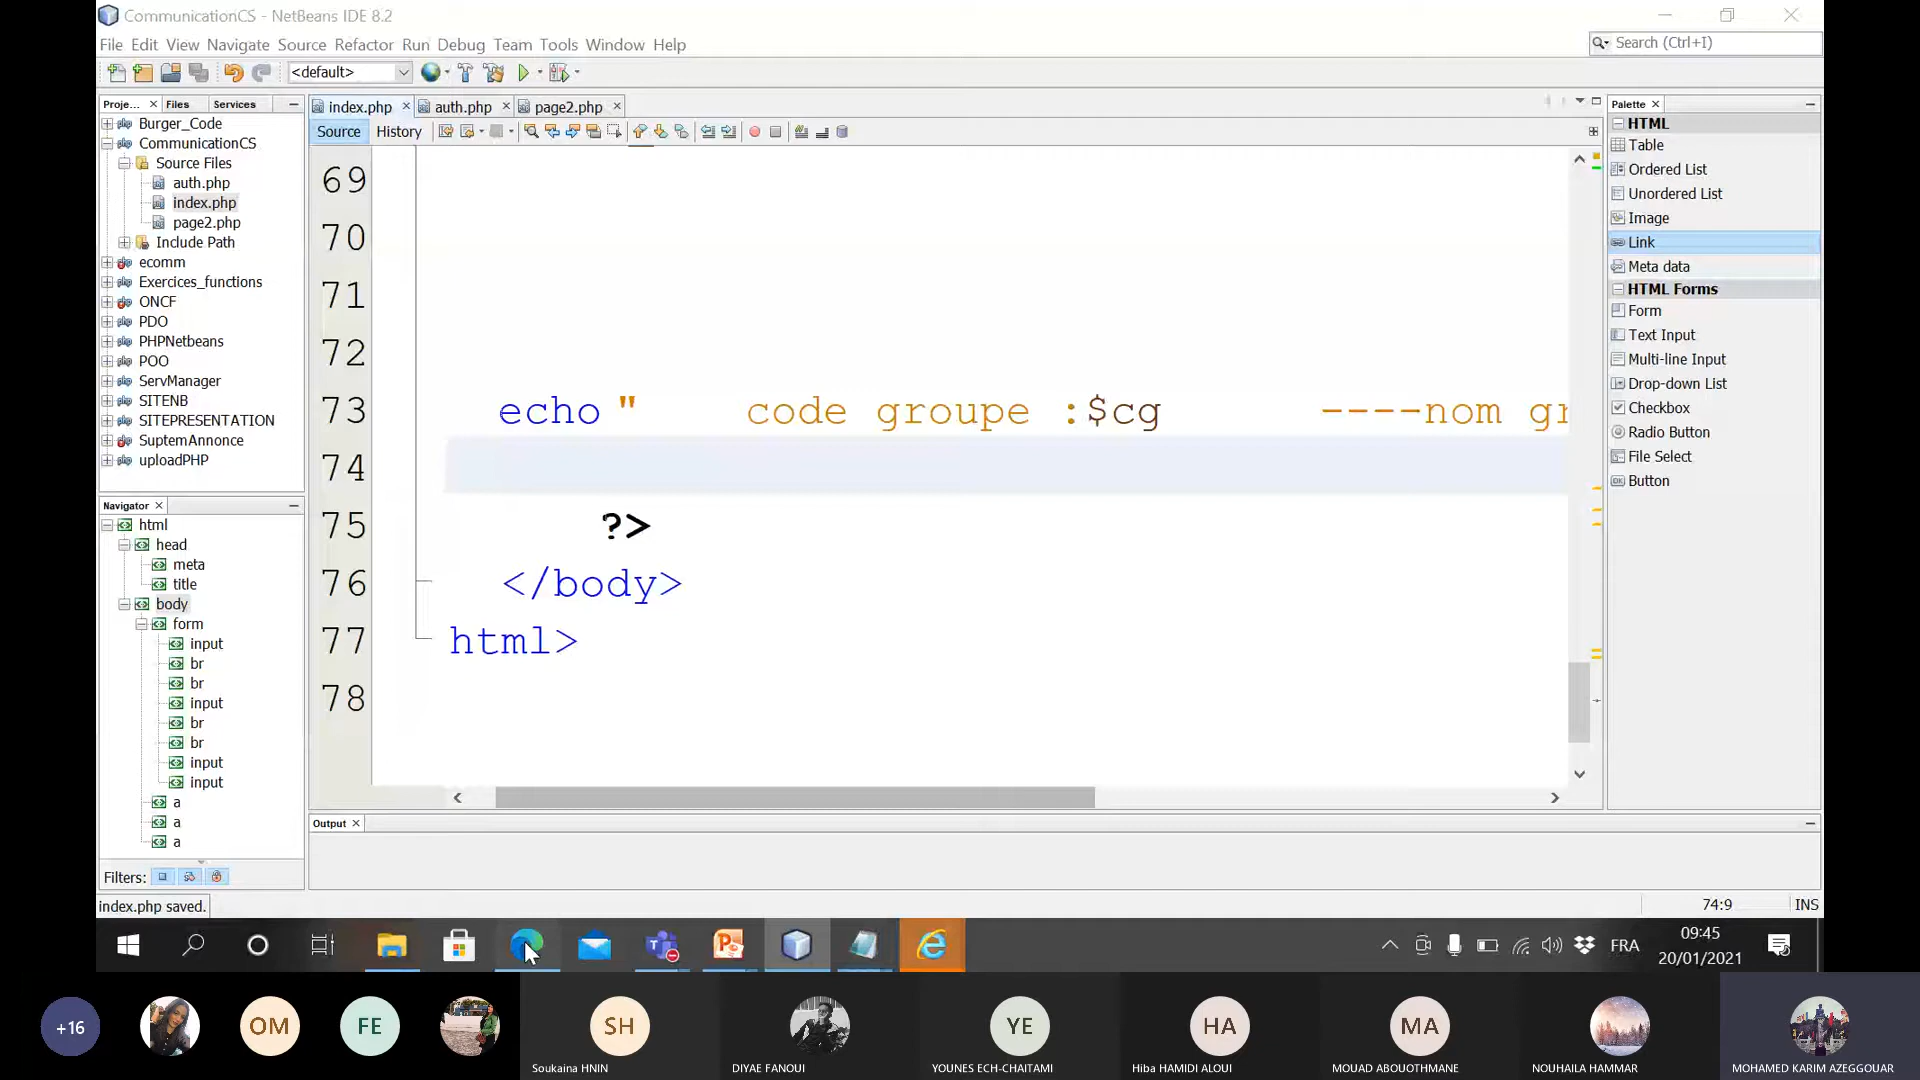 CommunicationCS - NetBeans IDE 8.2
File Edit View Navigate Source Refactor Run Debug Team Tools Window Help
Search (Ctrl+I)
<default>
Proje... Files Services
Burger_Code
CommunicationCS
Source Files
auth.php
index.php
page2.php
Include Path
ecomm
Exercices_functions
ONCF
PDO
PHPNetbeans
POO
ServManager
SITENB
SITEPRESENTATION
SuptemAnnonce
uploadPHP
Navigator
html
head
meta
title
body
form
input
br
br
input
br
br
input
input
a
a
a
Filters:
index.php saved.
index.php auth.php page2.php
Source History
69
70
71
72
73 echo " code groupe :$cg ----nom gr
74
75 ?>
76 </body>
77 html>
78
Output
74:9 INS
Palette
HTML
Table
Ordered List
Unordered List
Image
Link
Meta data
HTML Forms
Form
Text Input
Multi-line Input
Drop-down List
Checkbox
Radio Button
File Select
Button
FRA
09:45
20/01/2021
+16
OM
FE
SH
YE
HA
MA
Soukaina HNIN
DIYAE FANOUI
YOUNES ECH-CHAITAMI
Hiba HAMIDI ALOUI
MOUAD ABOUOTHMANE
NOUHAILA HAMMAR
MOHAMED KARIM AZEGGOUAR